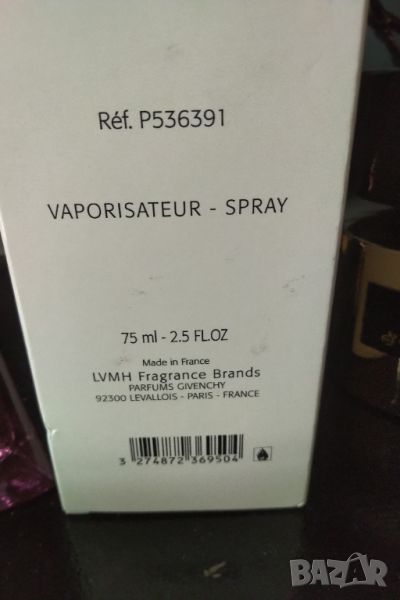 Réf. P536391
VAPORISATEUR - SPRAY
75 ml - 2.5 FL.OZ
Made in France
LVMH Fragrance Brands
PARFUMS GIVENCHY
92300 LEVALLOIS - PARIS - FRANCE
3 274872 369504
BAZAR